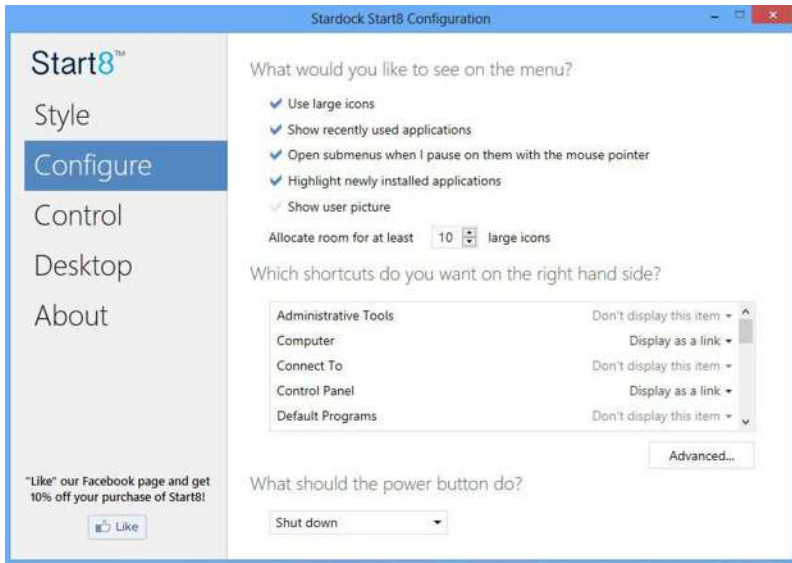 Stardock Start8 Configuration
Start8™
Style
Configure
Control
Desktop
About
"Like" our Facebook page and get
10% off your purchase of Start8!
Like
What would you like to see on the menu?
Use large icons
Show recently used applications
Open submenus when I pause on them with the mouse pointer
Highlight newly installed applications
Show user picture
Allocate room for at least 10 large icons
Which shortcuts do you want on the right hand side?
Administrative Tools Don't display this item
Computer Display as a link
Connect To Don't display this item
Control Panel Display as a link
Default Programs Don't display this item
Advanced...
What should the power button do?
Shut down